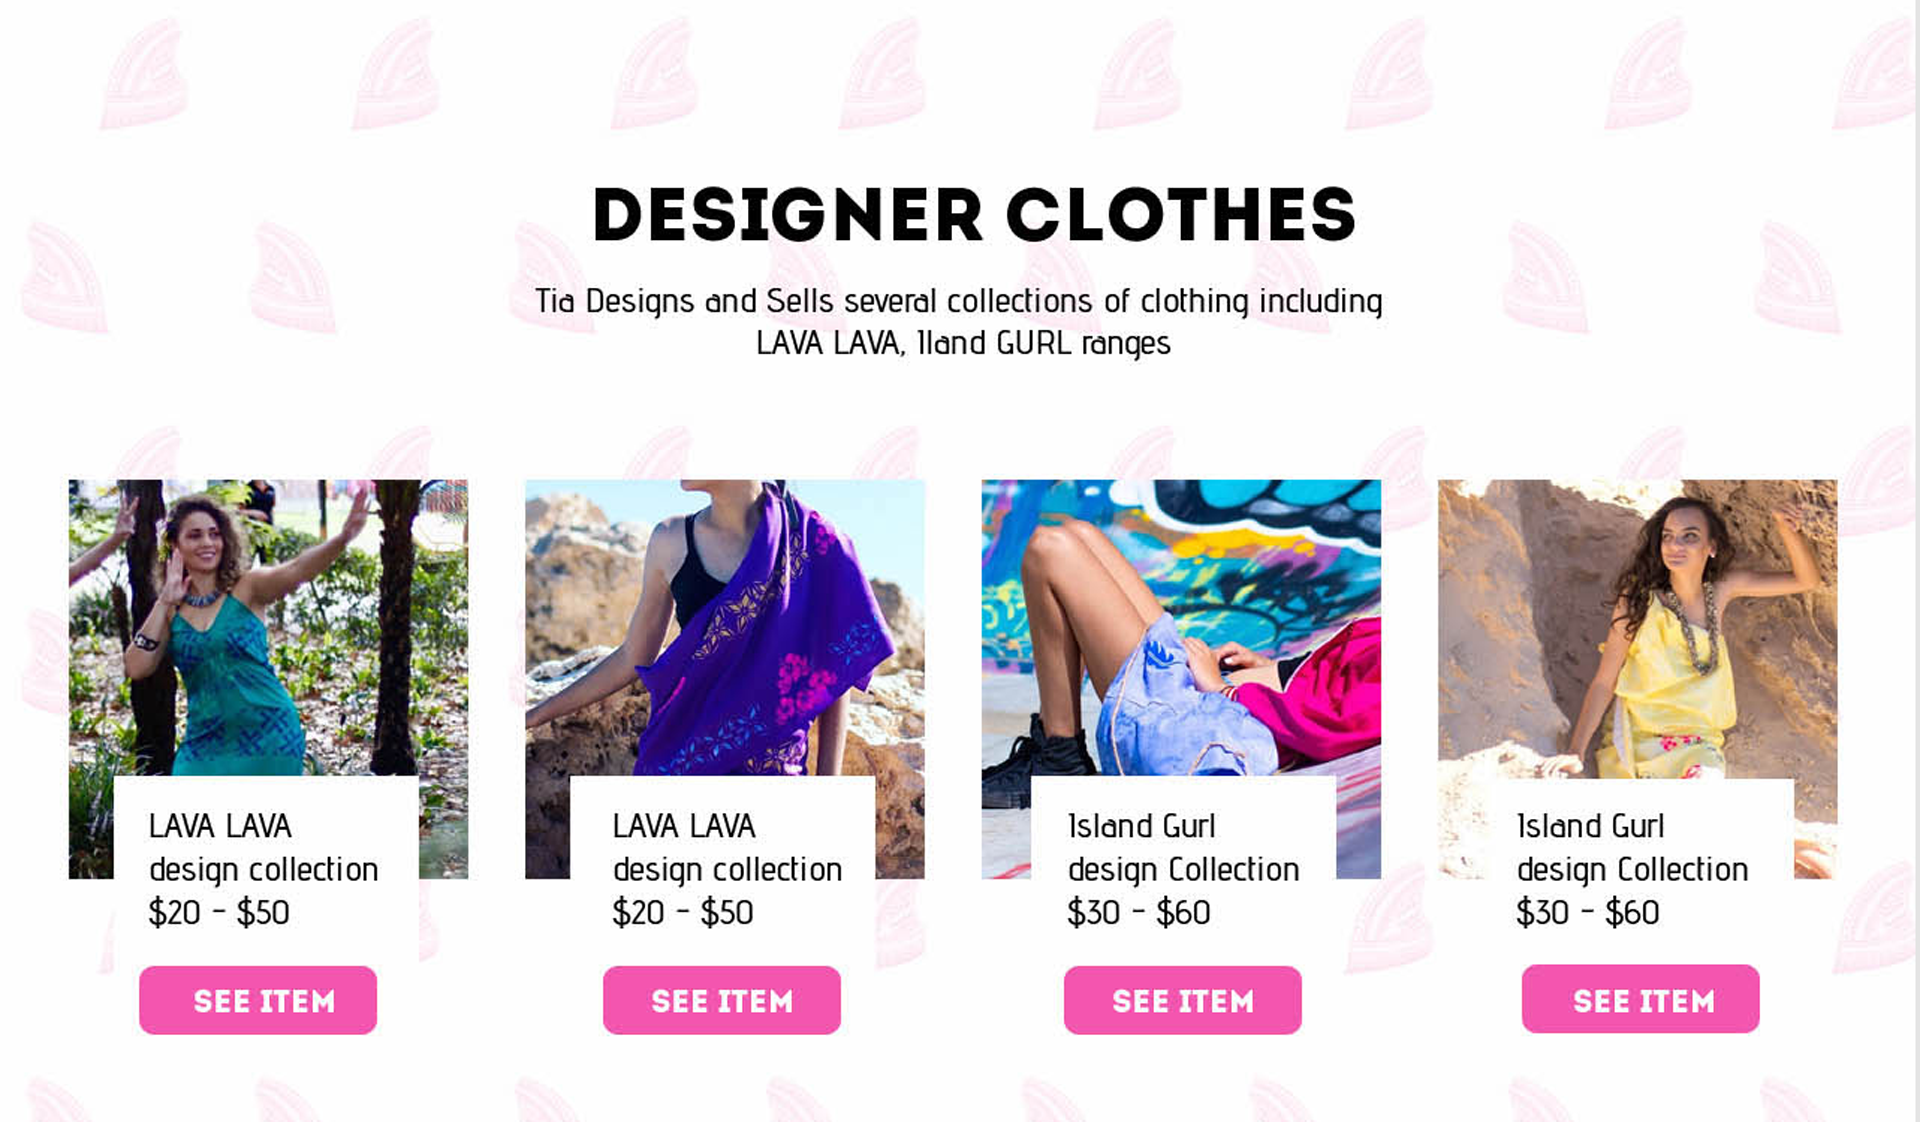 DESIGNER CLOTHES
Tia Designs and Sells several collections of clothing including
LAVA LAVA, Iland GURL ranges
LAVA LAVA
design collection
$20 - $50
SEE ITEM
LAVA LAVA
design collection
$20 - $50
SEE ITEM
Island Gurl
design Collection
$30 - $60
SEE ITEM
Island Gurl
design Collection
$30 - $60
SEE ITEM